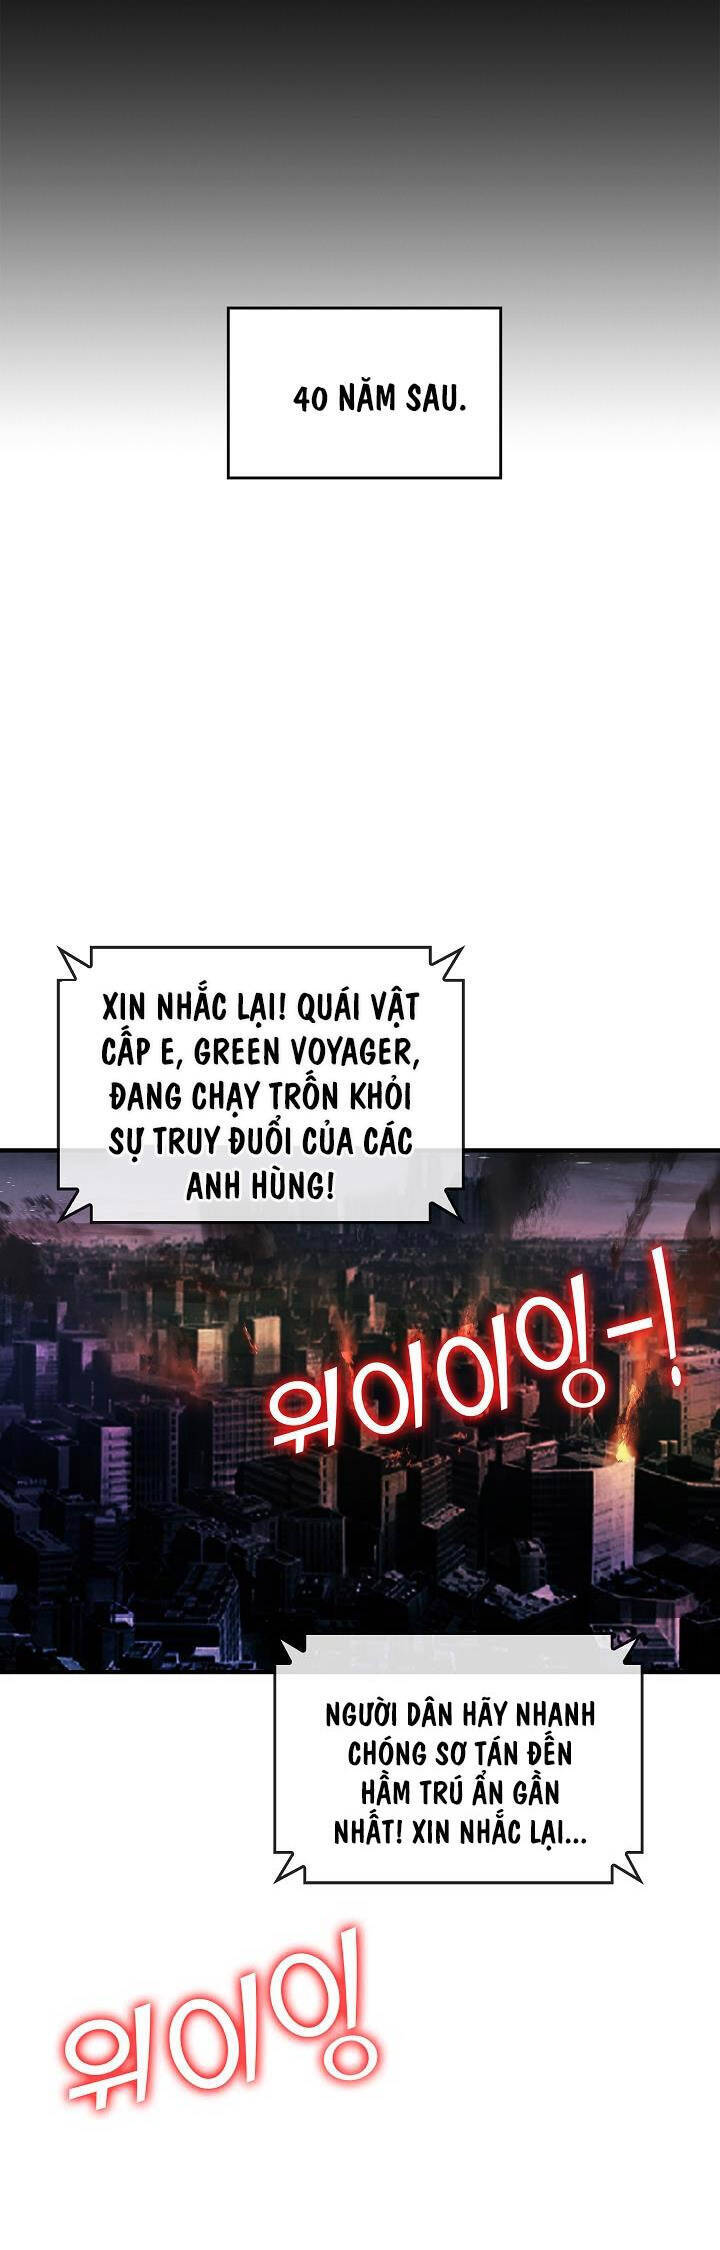 40 NĂM SAU.
XIN NHẮC LẠI! QUÁI VẬT
CẤP E, GREEN VOYAGER,
ĐANG CHẠY TRỐN KHỎI
SỰ TRUY ĐUỔI CỦA CÁC
ANH HÙNG!
위이이잉-!
NGƯỜI DÂN HÃY NHANH
CHÓNG SƠ TÁN ĐẾN
HẦM TRÚ ẨN GẦN
NHẤT! XIN NHẮC LẠI...
위이잉